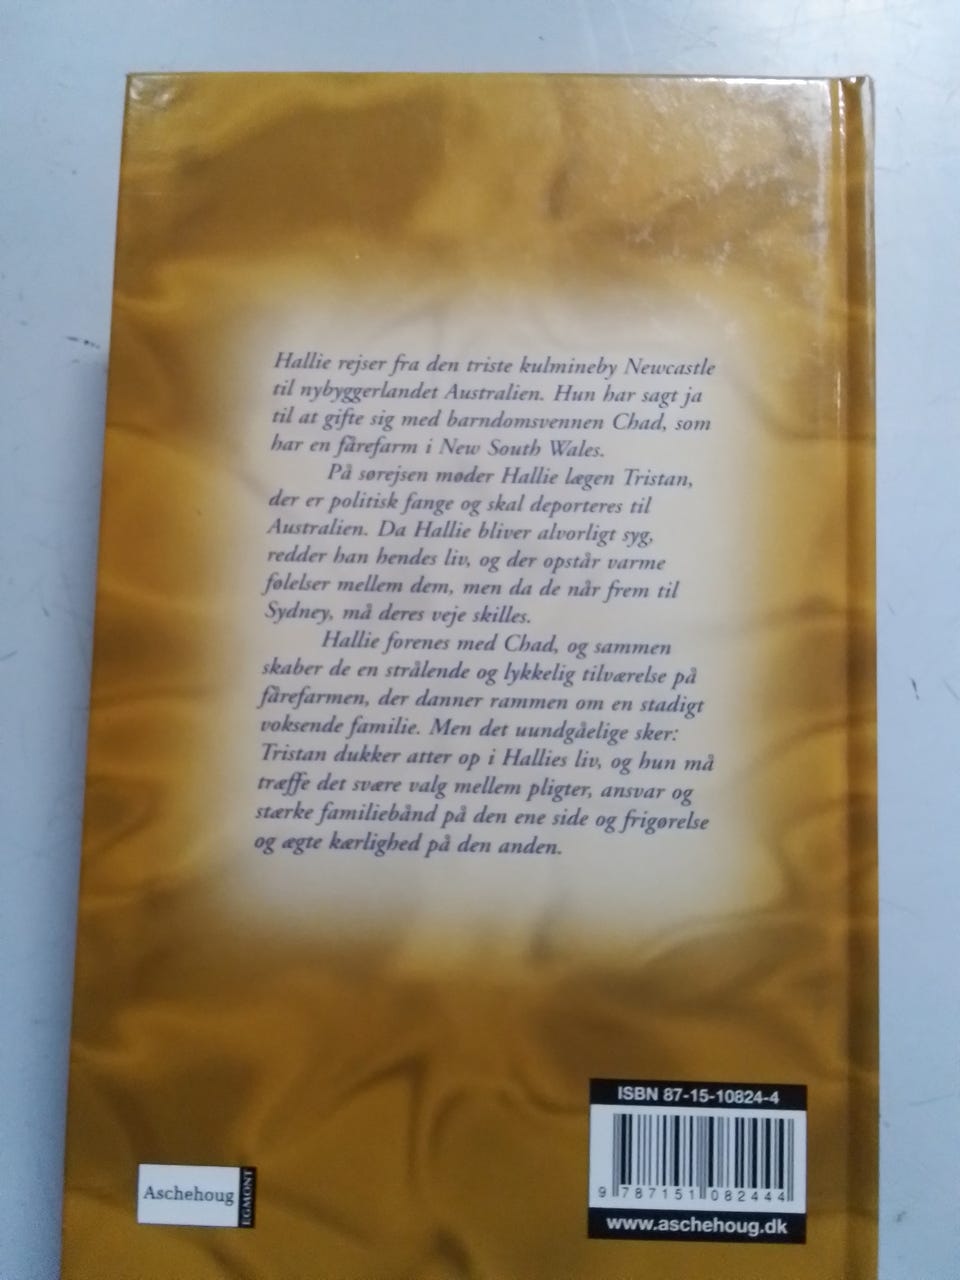 Hallie rejser fra den triste kulmineby Newcastle
til nybyggerlandet Australien. Hun har sagt ja
til at gifte sig med barndomsvennen Chad, som
har en fårefarm i New South Wales.
På sørejsen møder Hallie lægen Tristan,
der er politisk fange og skal deporteres til
Australien. Da Hallie bliver alvorligt syg,
redder han hendes liv, og der opstår varme
følelser mellem dem, men da de når frem til
Sydney, må deres veje skilles.
Hallie forenes med Chad, og sammen
skaber de en strålende og lykkelig tilværelse på
fårefarmen, der danner rammen om en stadigt
voksende familie. Men det uundgåelige sker:
Tristan dukker atter op i Hallies liv, og hun må
træffe det svære valg mellem pligter, ansvar og
stærke familiebånd på den ene side og frigørelse
og ægte kærlighed på den anden.
ISBN 87-15-10824-4
9 787151 082444
www.aschehoug.dk
Aschehoug
EGMONT